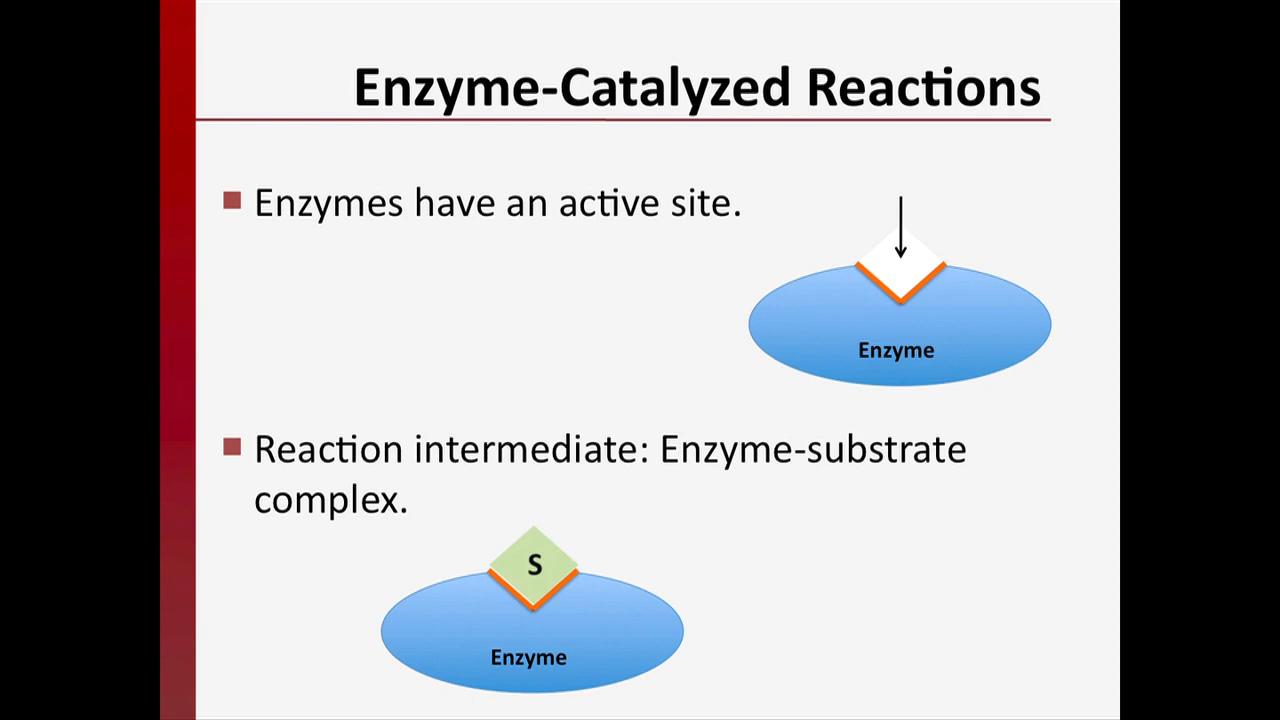 Enzyme-Catalyzed Reactions
Enzymes have an active site.
Enzyme
Reaction intermediate: Enzyme-substrate
complex.
S
Enzyme